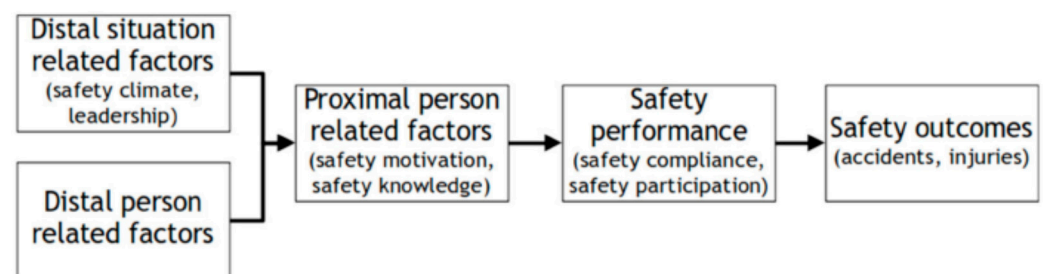 Distal situation
related factors
(safety climate,
leadership)
Distal person
related factors
Proximal person
related factors
(safety motivation,
safety knowledge)
Safety
performance
(safety compliance,
safety participation)
Safety outcomes
(accidents, injuries)